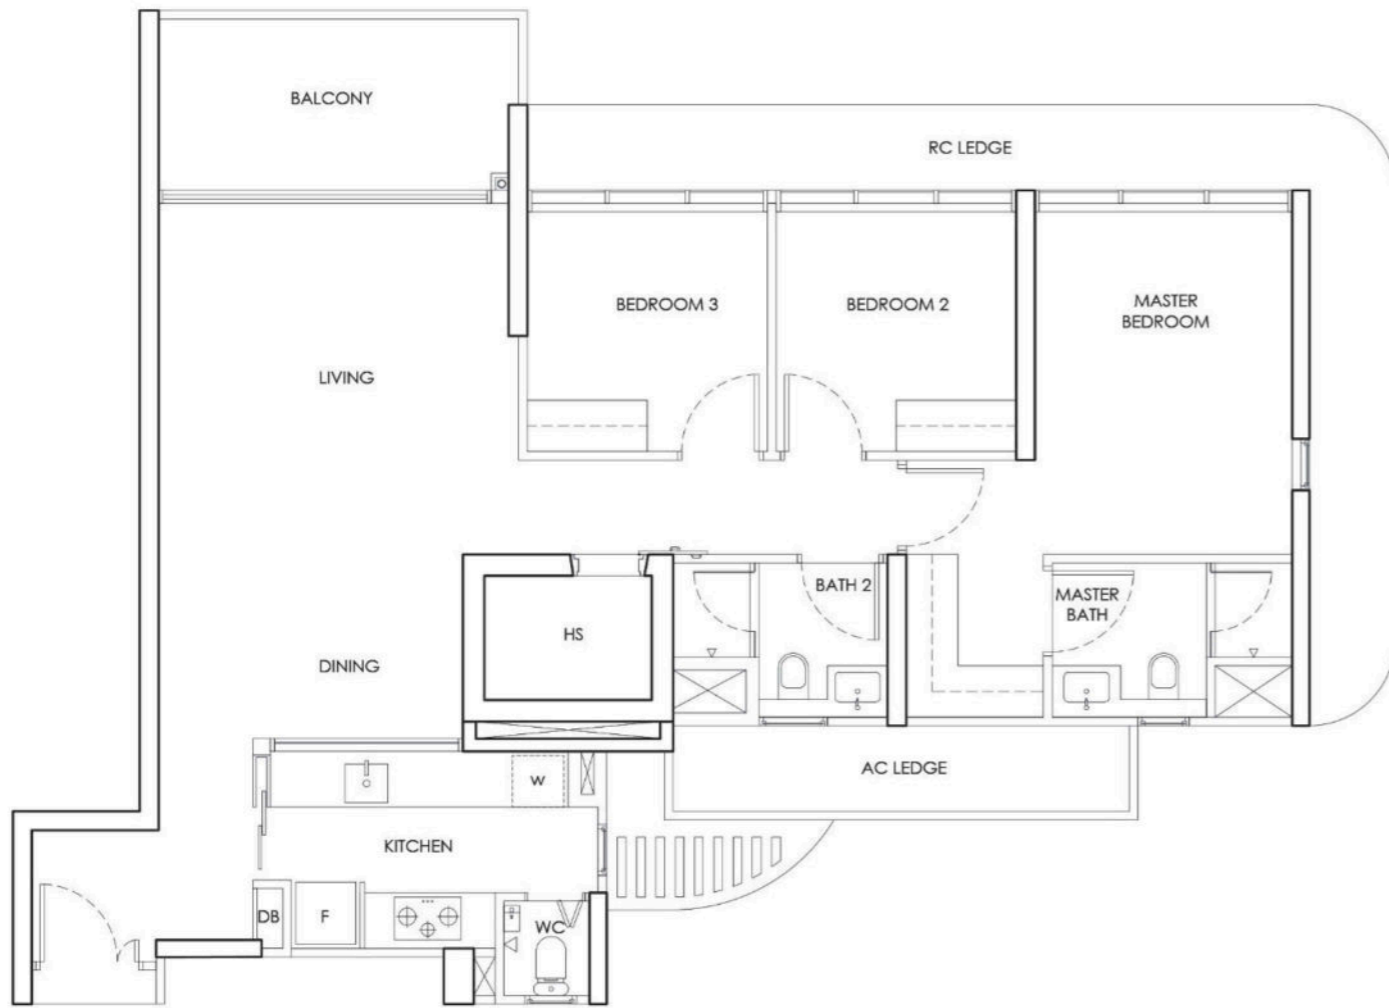 BALCONY
RC LEDGE
BEDROOM 3
BEDROOM 2
MASTER
BEDROOM
LIVING
BATH 2
MASTER
BATH
HS
DINING
AC LEDGE
W
KITCHEN
DB
F
WC